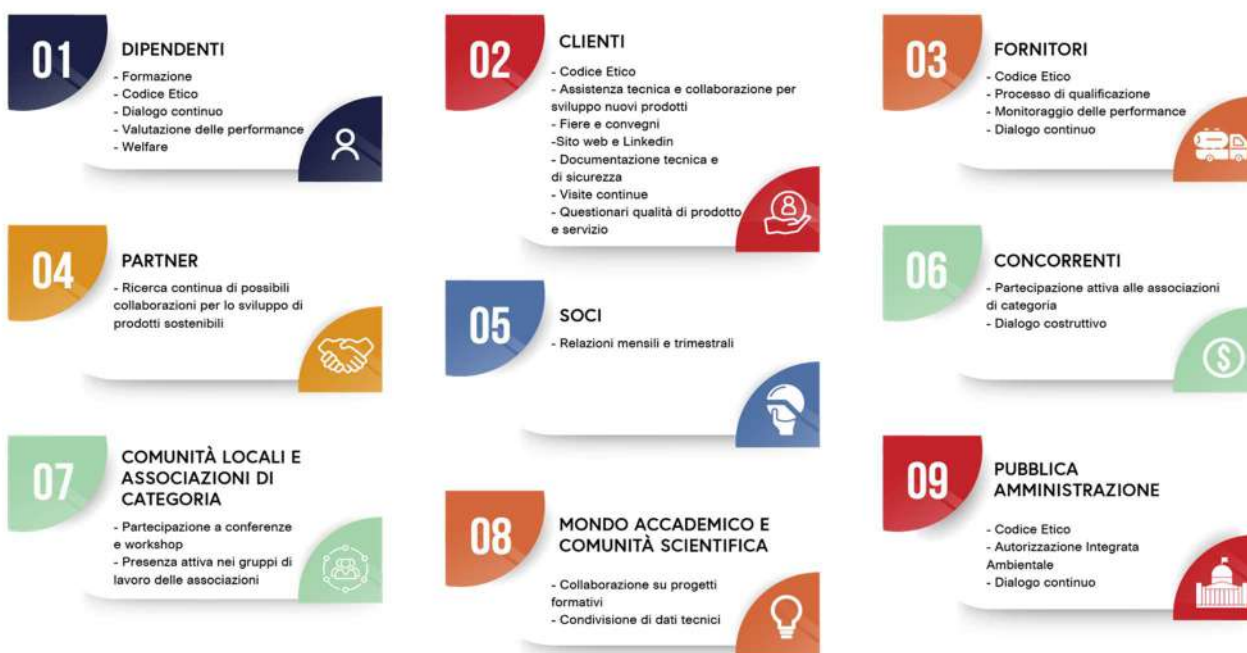 01
DIPENDENTI
- Formazione
- Codice Etico
- Dialogo continuo
- Valutazione delle performance
- Welfare
02
CLIENTI
- Codice Etico
- Assistenza tecnica e collaborazione per
sviluppo nuovi prodotti
- Fiere e convegni
-Sito web e Linkedin
- Documentazione tecnica e
di sicurezza
- Visite continue
- Questionari qualità di prodotto
e servizio
03
FORNITORI
- Codice Etico
- Processo di qualificazione
- Monitoraggio delle performance
- Dialogo continuo
04
PARTNER
- Ricerca continua di possibili
collaborazioni per lo sviluppo di
prodotti sostenibili
05
SOCI
- Relazioni mensili e trimestrali
06
CONCORRENTI
- Partecipazione attiva alle associazioni
di categoria
- Dialogo costruttivo
$
07
COMUNITÀ LOCALI E
ASSOCIAZIONI DI
CATEGORIA
- Partecipazione a conferenze
e workshop
- Presenza attiva nei gruppi di
lavoro delle associazioni
08
MONDO ACCADEMICO E
COMUNITÀ SCIENTIFICA
- Collaborazione su progetti
formativi
- Condivisione di dati tecnici
09
PUBBLICA
AMMINISTRAZIONE
- Codice Etico
- Autorizzazione Integrata
Ambientale
- Dialogo continuo